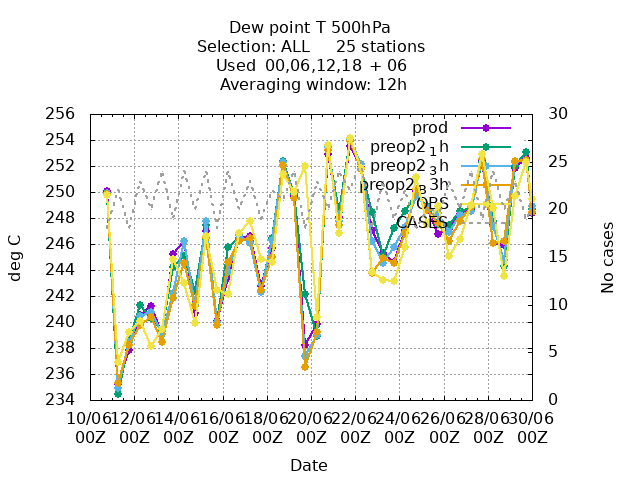 Dew point T 500hPa
Selection: ALL 25 stations
Used 00,06,12,18 + 06
Averaging window: 12h
256
254
252
250
248
246
244
242
240
238
236
234
deg C
30
25
20
15
10
5
0
No cases
prod
preop2_1h
preop2_3h
preop2_B3h
OPS
CASES
10/06 12/06 14/06 16/06 18/06 20/06 22/06 24/06 26/06 28/06 30/06
00Z 00Z 00Z 00Z 00Z 00Z 00Z 00Z 00Z 00Z 00Z
Date